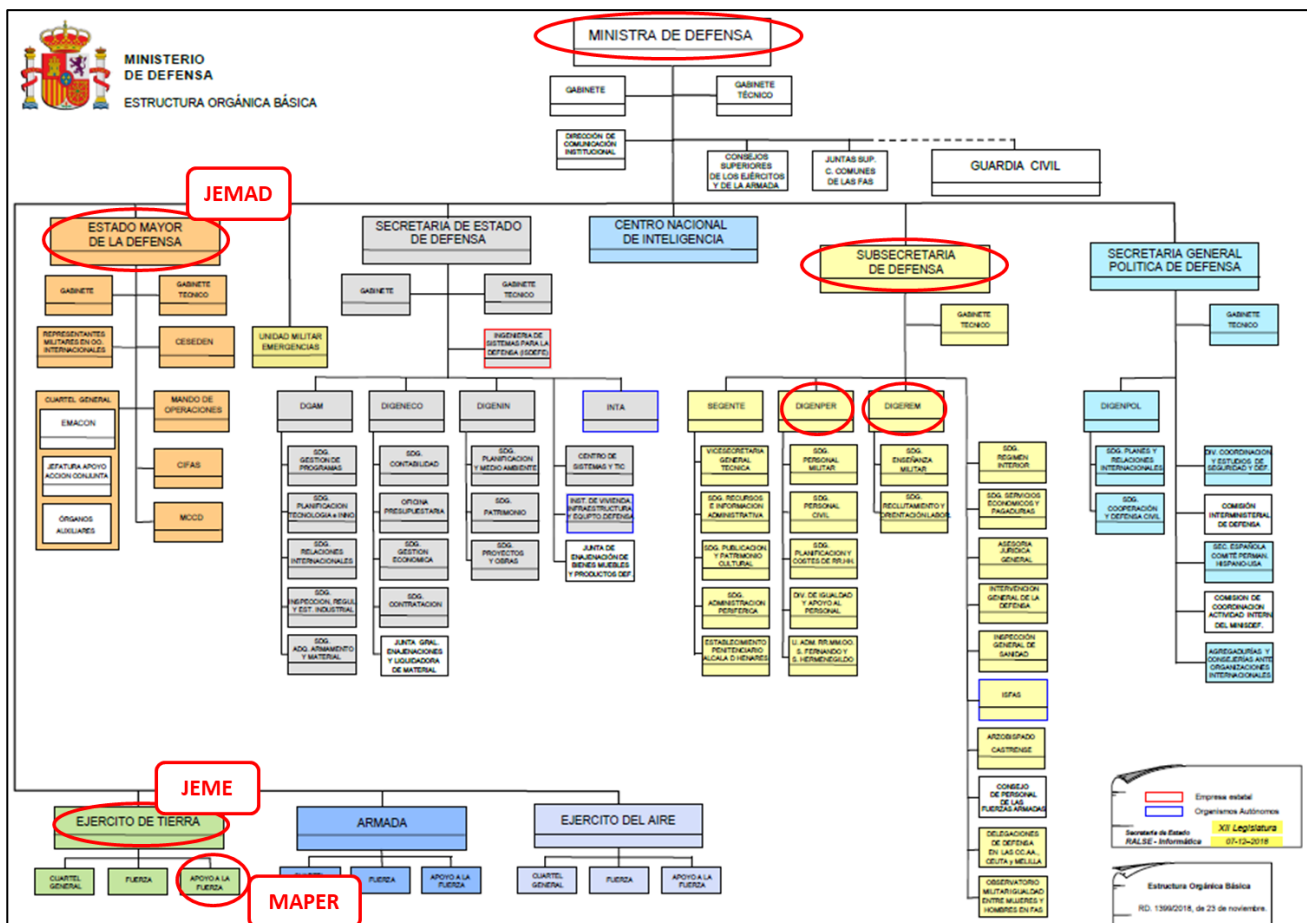 MINISTERIO
DE DEFENSA
ESTRUCTURA ORGÁNICA BÁSICA
MINISTRA DE DEFENSA
GABINETE
GABINETE
TÉCNICO
DIRECCIÓN DE
COMUNICACIÓN
INSTITUCIONAL
CONSEJOS
SUPERIORES
DE LOS EJÉRCITOS
Y DE LA ARMADA
JUNTAS SUP.
C. COMUNES
DE LAS FAS
GUARDIA CIVIL
JEMAD
ESTADO MAYOR
DE LA DEFENSA
GABINETE
GABINETE
TECNICO
REPRESENTANTES
MILITARES EN OO.
INTERNACIONALES
CESEDEN
CUARTEL GENERAL
EMACON
JEFATURA APOYO
ACCION CONJUNTA
ORGANOS
AUXILIARES
MANDO DE
OPERACIONES
CIFAS
MCCD
UNIDAD MILITAR
EMERGENCIAS
SECRETARIA DE ESTADO
DE DEFENSA
GABINETE
GABINETE
TECNICO
INGENIERIA DE
SISTEMAS PARA LA
DEFENSA (ISDEFE)
DGAM
SDG.
GESTION DE
PROGRAMAS
SDG.
PLANIFICACION
TECNOLOGIA e INNO.
SDG.
RELACIONES
INTERNACIONALES
SDG.
INSPECCION, REGUL
Y EST. INDUSTRIAL
SDG.
ADQ. ARMAMENTO
Y MATERIAL
DIGENECO
SDG.
CONTABILIDAD
OFICINA
PRESUPUESTARIA
SDG.
GESTION
ECONOMICA
SDG.
CONTRATACION
JUNTA GRAL.
ENAJENACIONES
Y LIQUIDADORA
DE MATERIAL
DIGENIN
SDG.
PLANIFICACION
Y MEDIO AMBIENTE
SDG.
PATRIMONIO
SDG.
PROYECTOS
Y OBRAS
INTA
CENTRO DE
SISTEMAS Y TIC
INST. DE VIVIENDA,
INFRAESTRUCTURA
Y EQUIPTO.DEFENSA
JUNTA DE
ENAJENACIÓN DE
BIENES MUEBLES
Y PRODUCTOS DEF.
CENTRO NACIONAL
DE INTELIGENCIA
SUBSECRETARIA
DE DEFENSA
GABINETE
TECNICO
SEGENTE
VICESECRETARIA
GENERAL
TECNICA
SDG. RECURSOS
E INFORMACION
ADMINISTRATIVA
SDG. PUBLICACION.
Y PATRIMONIO
CULTURAL
SDG.
ADMINISTRACION
PERIFERICA
ESTABLECIMIENTO
PENITENCIARIO
ALCALA D HENARES
DIGENPER
SDG.
PERSONAL
MILITAR
SDG.
PERSONAL
CIVIL
SDG.
PLANIFICACION Y
COSTES DE RR.HH.
DIV. DE IGUALDAD
Y APOYO AL
PERSONAL
U. ADM. RR.MM.OO.
S. FERNANDO Y
S. HERMENEGILDO
DIGEREM
SDG.
ENSEÑANZA
MILITAR
SDG.
RECLUTAMIENTO Y
ORIENTACIÓN LABOR.
SDG.
REGIMEN
INTERIOR
SDG. SERVICIOS
ECONOMICOS Y
PAGADURIAS
ASESORIA
JURIDICA
GENERAL
INTERVENCION
GENERAL DE LA
DEFENSA
INSPECCIÓN
GENERAL DE
SANIDAD
ISFAS
ARZOBISPADO
CASTRENSE
CONSEJO
DE PERSONAL
DE LAS
FUERZAS ARMADAS
DELEGACIONES
DE DEFENSA
EN LAS CC.AA.,
CEUTA y MELILLA
OBSERVATORIO
MILITAR IGUALDAD
ENTRE MUJERES Y
HOMBRES EN FAS
SECRETARIA GENERAL
POLITICA DE DEFENSA
GABINETE
TECNICO
DIGENPOL
SDG. PLANES Y
RELACIONES
INTERNACIONALES
SDG.
COOPERACIÓN
Y DEFENSA CIVIL
DIV. COORDINACION
Y ESTUDIOS DE
SEGURIDAD Y DEF.
COMISIÓN
INTERMINISTERIAL
DE DEFENSA
SEC. ESPAÑOLA
COMITÉ PERMAN.
HISPANO-USA
COMISION DE
COORDINACION
ACTIVIDAD INTERN
DEL MINISDEF.
AGREGADURÍAS Y
CONSEJERÍAS ANTE
ORGANIZACIONES
INTERNACIONALES
JEME
EJERCITO DE TIERRA
CUARTEL
GENERAL
FUERZA
APOYO A LA
FUERZA
MAPER
ARMADA
FUERZA
APOYO A LA
FUERZA
EJERCITO DEL AIRE
CUARTEL
GENERAL
FUERZA
APOYO A LA
FUERZA
Empresa estatal
Organismos Autónomos
Secretaría de Estado
RALSE - Informática
XII Legislatura
07-12-2018
Estructura Orgánica Básica
RD. 1399/2018, de 23 de noviembre.